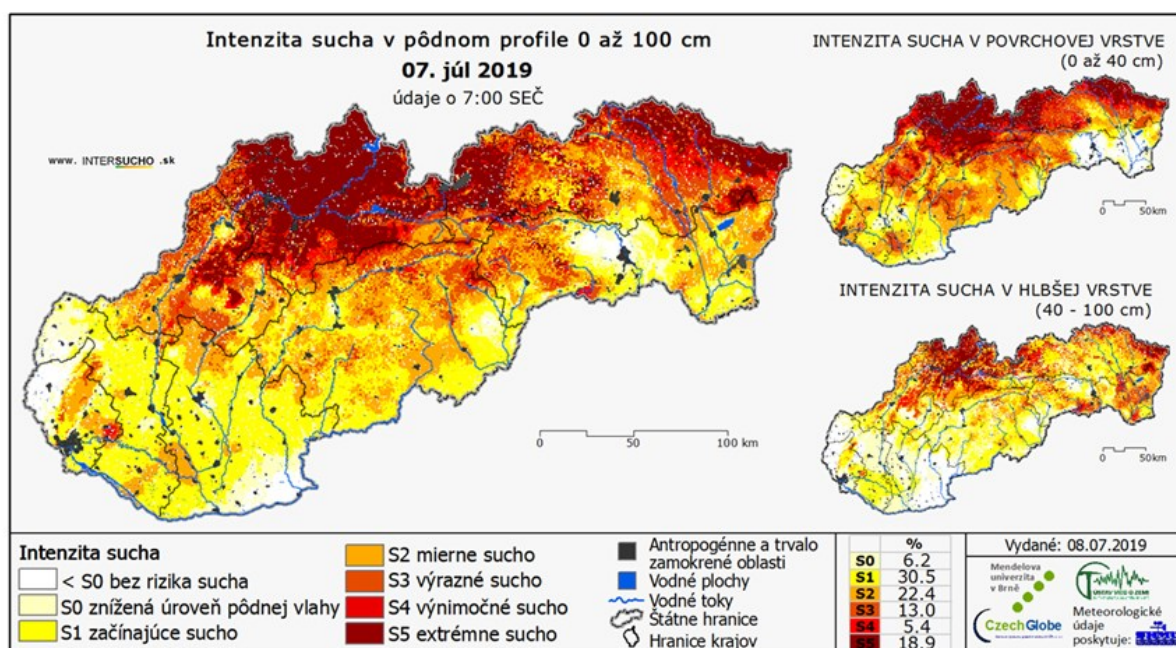 Intenzita sucha v pôdnom profile 0 až 100 cm
07. júl 2019
údaje o 7:00 SEČ
www. INTERSUCHO .sk
0 50 100 km
INTENZITA SUCHA V POVRCHOVEJ VRSTVE
(0 až 40 cm)
0 50km
INTENZITA SUCHA V HLBŠEJ VRSTVE
(40 - 100 cm)
0 50km
Intenzita sucha
< S0 bez rizika sucha
S0 znížená úroveň pôdnej vlahy
S1 začínajúce sucho
S2 mierne sucho
S3 výrazné sucho
S4 výnimočné sucho
S5 extrémne sucho
Antropogénne a trvalo
zamokrené oblasti
Vodné plochy
Vodné toky
Štátne hranice
Hranice krajov
%
S0 6.2
S1 30.5
S2 22.4
S3 13.0
S4 5.4
S5 18.9
Vydané: 08.07.2019
Mendelova
univerzita
v Brně
CzechGlobe
Meteorologické
údaje
poskytuje: